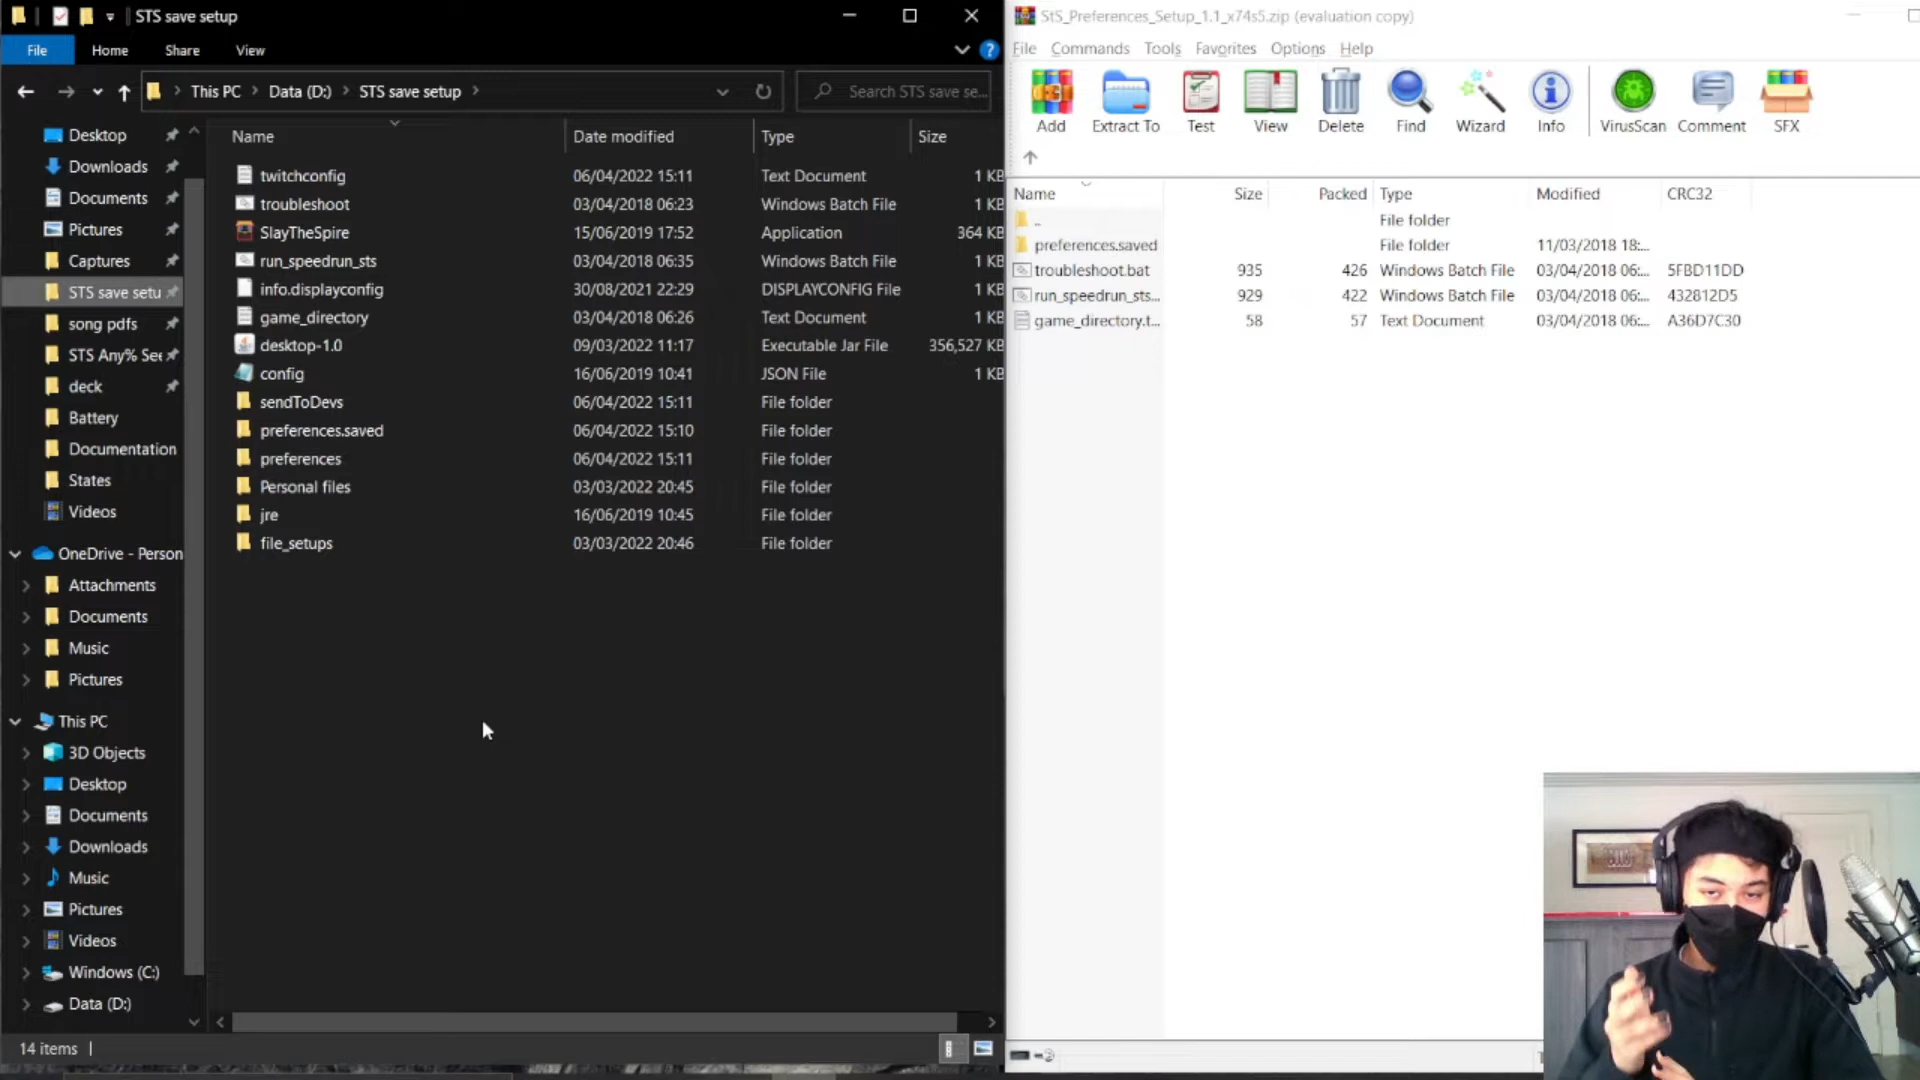 STS save setup
File Home Share View
This PC Data (D:) STS save setup
Search STS save se...
Name Date modified Type Size
twitchconfig 06/04/2022 15:11 Text Document 1 KB
troubleshoot 03/04/2018 06:23 Windows Batch File 1 KB
SlayTheSpire 15/06/2019 17:52 Application 364 KB
run_speedrun_sts 03/04/2018 06:35 Windows Batch File 1 KB
info.displayconfig 30/08/2021 22:29 DISPLAYCONFIG File 1 KB
game_directory 03/04/2018 06:26 Text Document 1 KB
desktop-1.0 09/03/2022 11:17 Executable Jar File 356,527 KB
config 16/06/2019 10:41 JSON File 1 KB
sendToDevs 06/04/2022 15:11 File folder
preferences.saved 06/04/2022 15:10 File folder
preferences 06/04/2022 15:11 File folder
Personal files 03/03/2022 20:45 File folder
jre 16/06/2019 10:45 File folder
file_setups 03/03/2022 20:46 File folder
Desktop
Downloads
Documents
Pictures
Captures
STS save setu
song pdfs
STS Any% See
deck
Battery
Documentation
States
Videos
OneDrive - Person
Attachments
Documents
Music
Pictures
This PC
3D Objects
Desktop
Documents
Downloads
Music
Pictures
Videos
Windows (C:)
Data (D:)
14 items
StS_Preferences_Setup_1.1_x74s5.zip (evaluation copy)
File Commands Tools Favorites Options Help
Add Extract To Test View Delete Find Wizard Info VirusScan Comment SFX
Name Size Packed Type Modified CRC32
.. File folder
preferences.saved File folder 11/03/2018 18:...
troubleshoot.bat 935 426 Windows Batch File 03/04/2018 06:... 5FBD11DD
run_speedrun_sts... 929 422 Windows Batch File 03/04/2018 06:... 432812D5
game_directory.t... 58 57 Text Document 03/04/2018 06:... A36D7C30